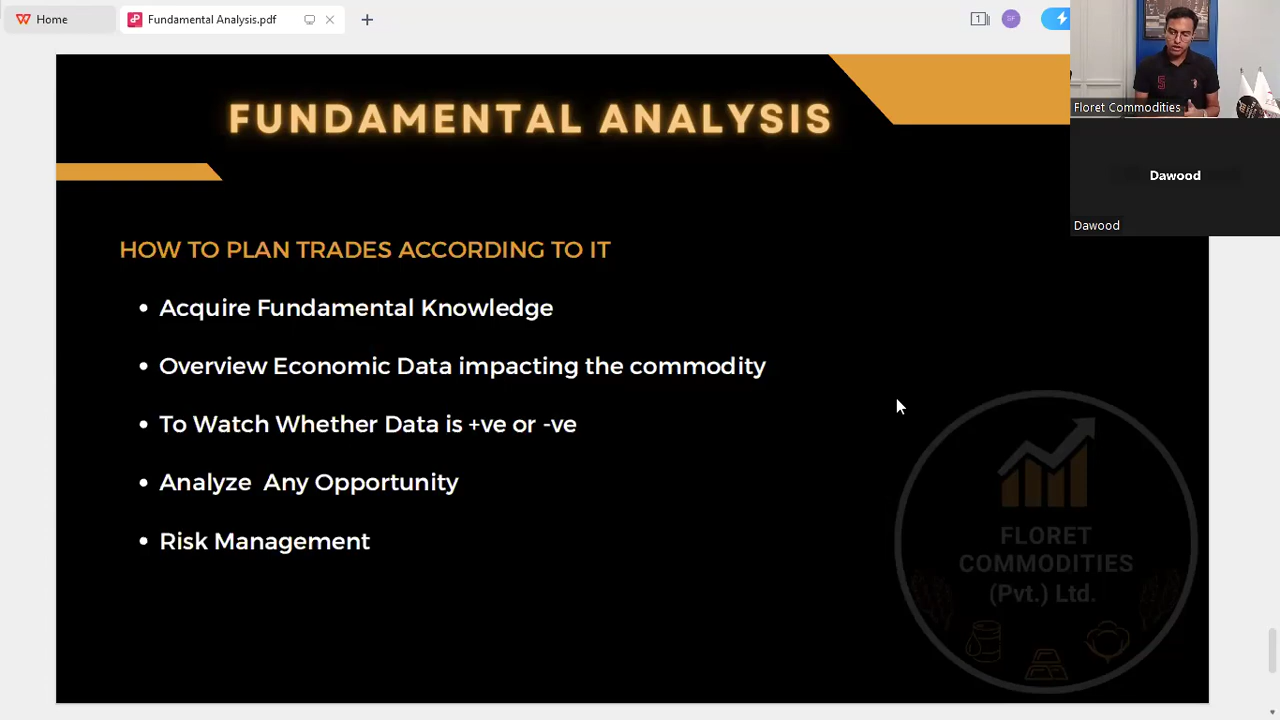 Home
Fundamental Analysis.pdf
1
SF
FUNDAMENTAL ANALYSIS
Floret Commodities
Dawood
Dawood
HOW TO PLAN TRADES ACCORDING TO IT
• Acquire Fundamental Knowledge
• Overview Economic Data impacting the commodity
• To Watch Whether Data is +ve or -ve
• Analyze  Any Opportunity
• Risk Management
FLORET
COMMODITIES
(Pvt.) Ltd.